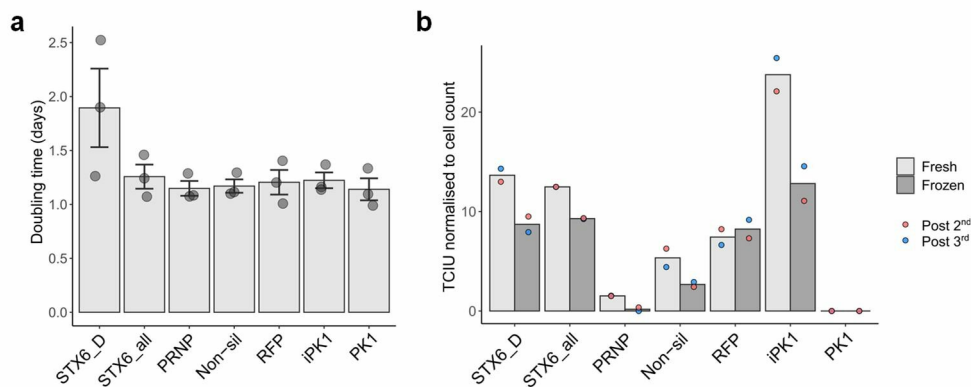 a
Doubling time (days)
2.5
2.0
1.5
1.0
0.5
0.0
STX6_D
STX6_all
PRNP
Non-sil
RFP
iPK1
PK1
b
TCIU normalised to cell count
20
10
0
STX6_D
STX6_all
PRNP
Non-sil
RFP
iPK1
PK1
Fresh
Frozen
Post 2nd
Post 3rd